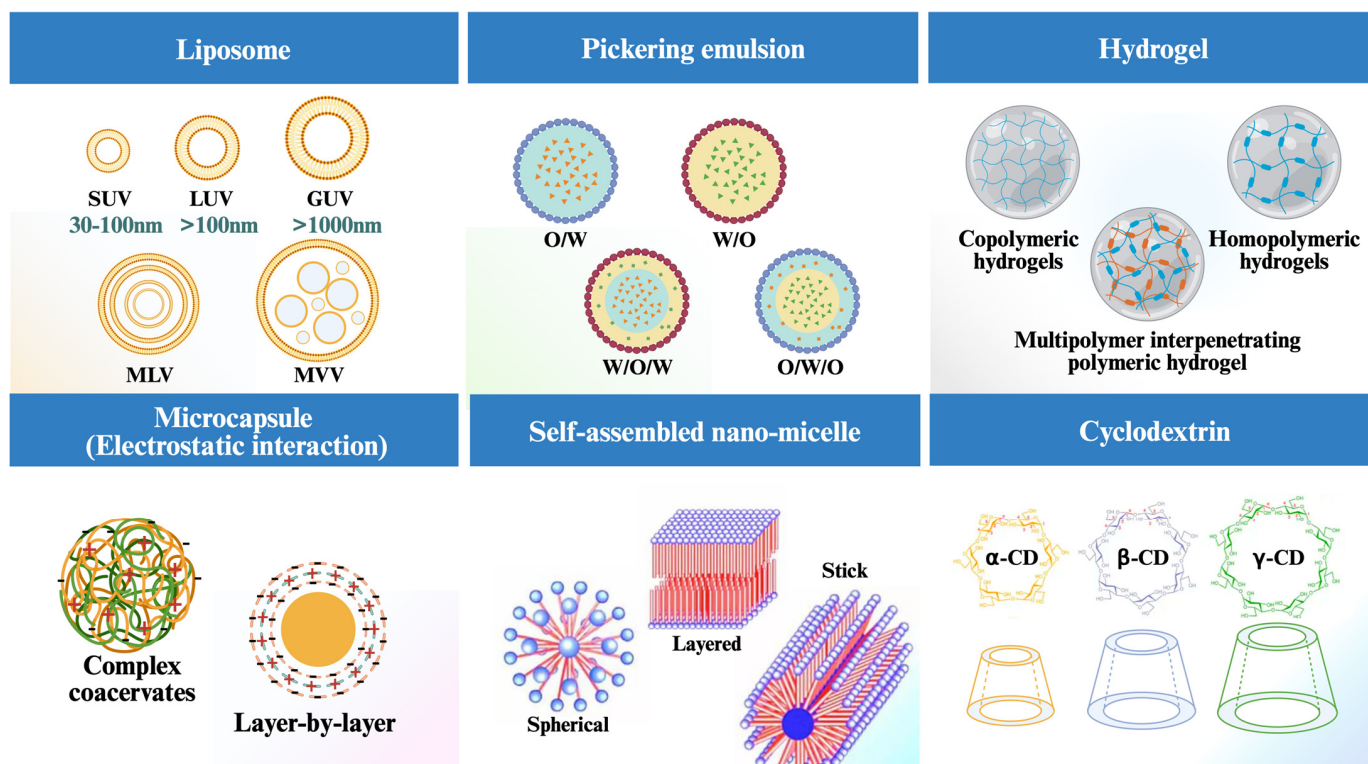 Liposome
SUV
LUV
GUV
30-100nm
>100nm
>1000nm
MLV
MVV
Pickering emulsion
O/W
W/O
W/O/W
O/W/O
Hydrogel
Copolymeric
hydrogels
Homopolymeric
hydrogels
Multipolymer interpenetrating
polymeric hydrogel
Microcapsule
(Electrostatic interaction)
Complex
coacervates
Layer-by-layer
Self-assembled nano-micelle
Spherical
Layered
Stick
Cyclodextrin
α-CD
β-CD
γ-CD